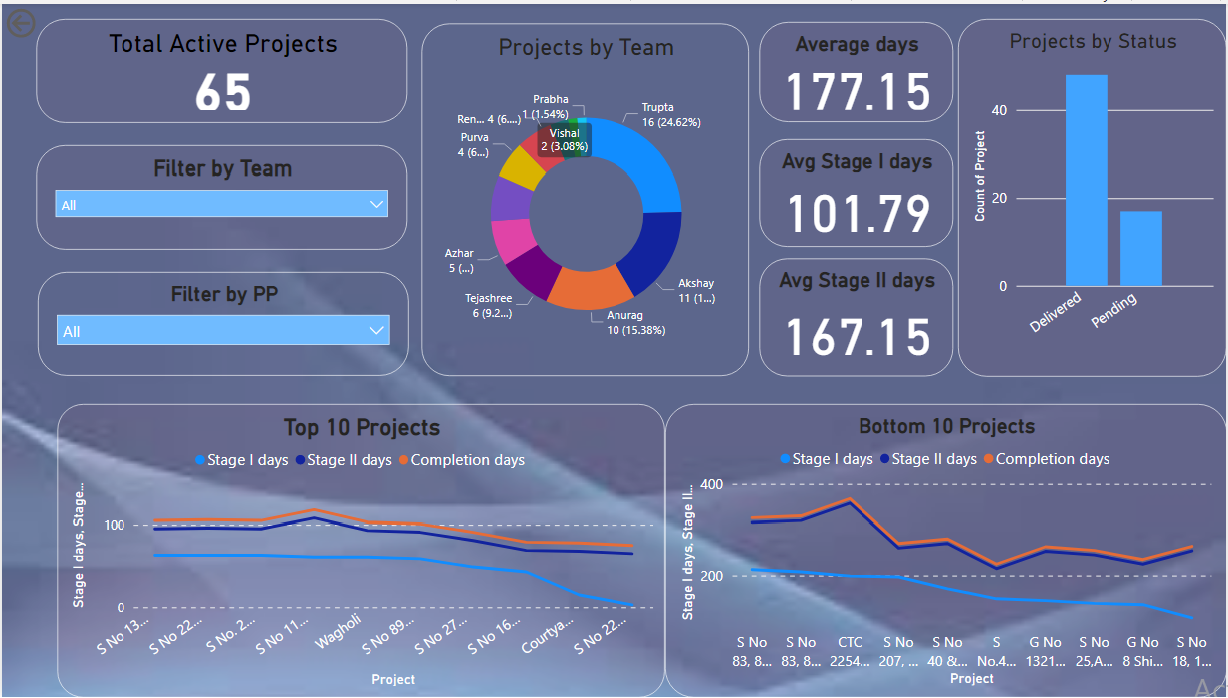 Total Active Projects
65
Filter by Team
All
Filter by PP
All
Projects by Team
Prabha
1 (1.54%)
Trupta
16 (24.62%)
Ren... 4 (6....)
Vishal
2 (3.08%)
Purva
4 (6...)
Azhar
5 (...)
Tejashree
6 (9.2...)
Anurag
10 (15.38%)
Akshay
11 (1...)
Average days
177.15
Avg Stage I days
101.79
Avg Stage II days
167.15
Projects by Status
Count of Project
40
20
0
Delivered
Pending
Top 10 Projects
Stage I days
Stage II days
Completion days
Stage I days, Stage...
100
0
S No 13...
S No 22...
S No. 2...
S No 11...
Wagholi
S No 89...
S No 27...
S No 16...
Courtya...
S No 22...
Project
Bottom 10 Projects
Stage I days
Stage II days
Completion days
Stage I days, Stage II...
400
200
S No
83, 8...
S No
83, 8...
CTC
2254...
S No
207, ...
S No
40 &...
S
No.4...
G No
1321...
S No
25,A...
G No
8 Shi...
S No
18, 1...
Project